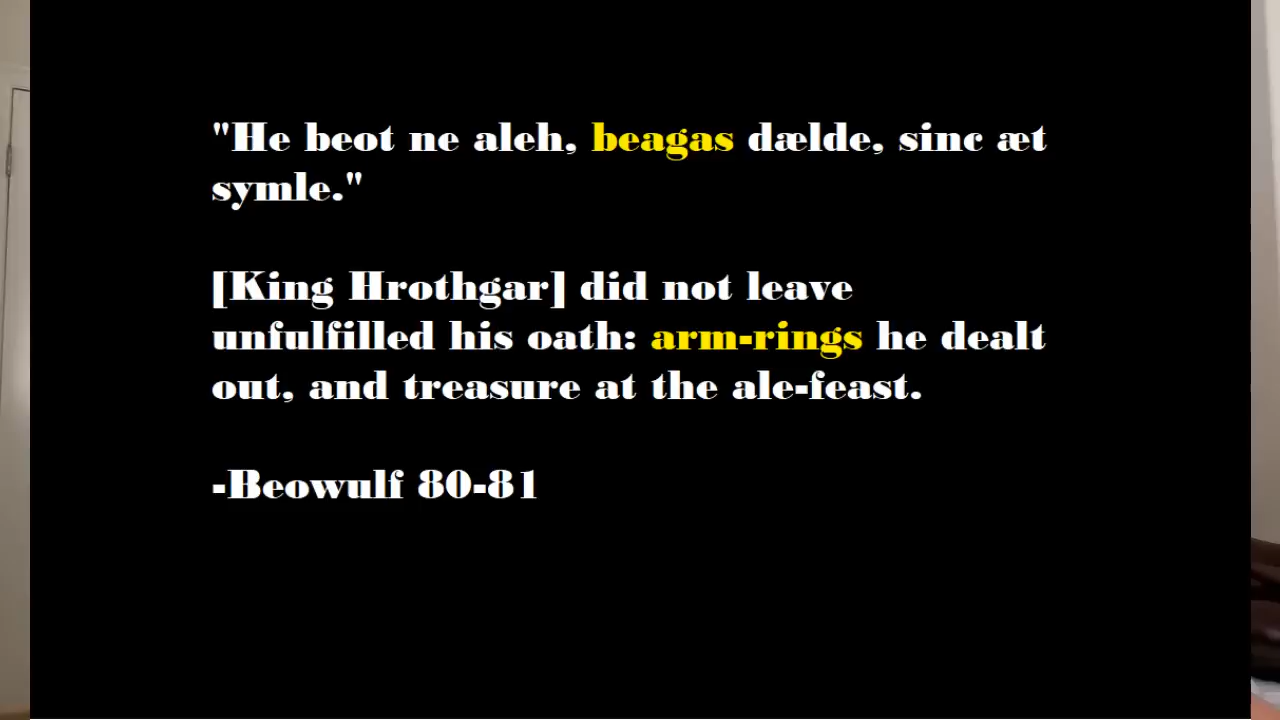 "He beot ne aleh, beagas dælde, sinc æt
symle."
[King Hrothgar] did not leave
unfulfilled his oath: arm-rings he dealt
out, and treasure at the ale-feast.
-Beowulf 80-81